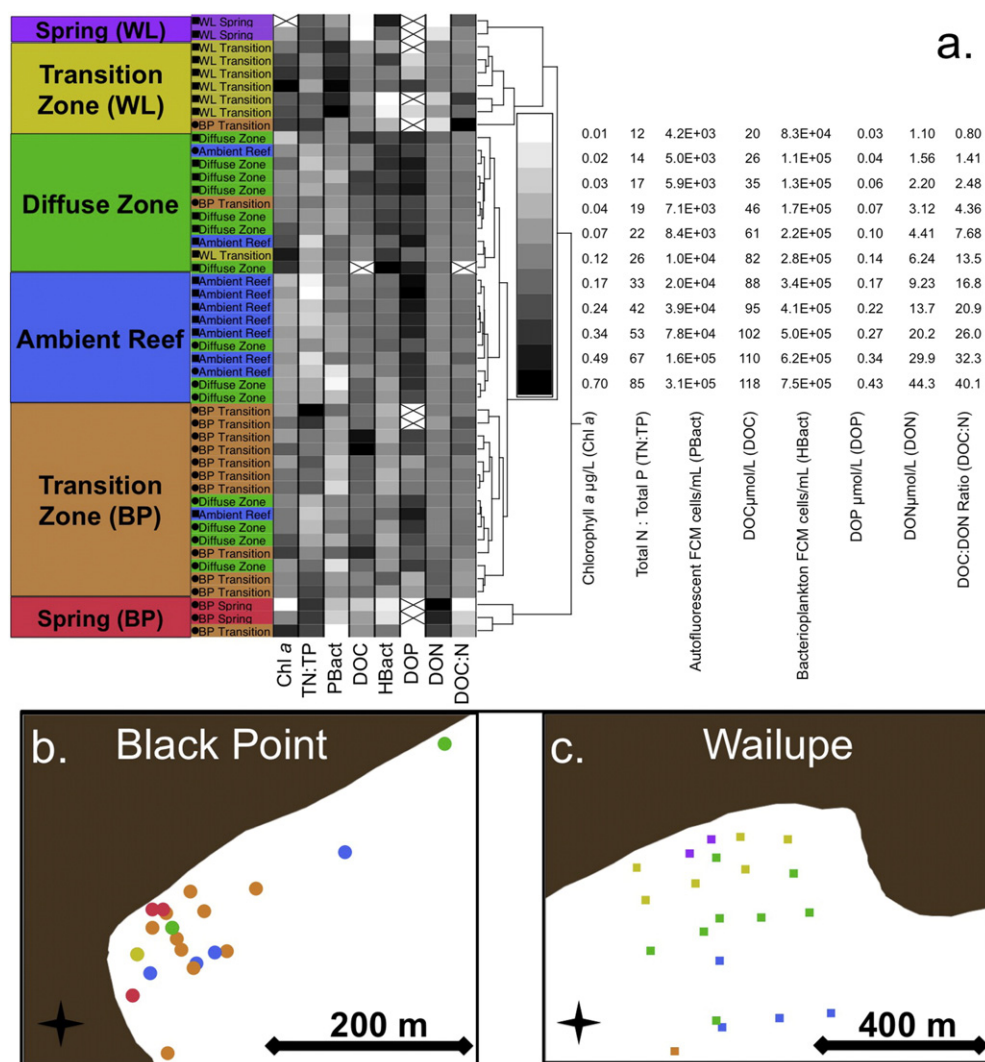 a.
Spring (WL)
Transition Zone (WL)
Diffuse Zone
Ambient Reef
Transition Zone (BP)
Spring (BP)
WL Spring
WL Spring
WL Transition
WL Transition
WL Transition
WL Transition
WL Transition
WL Transition
BP Transition
Diffuse Zone
Ambient Reef
Diffuse Zone
Diffuse Zone
Diffuse Zone
BP Transition
Diffuse Zone
Diffuse Zone
Ambient Reef
WL Transition
Diffuse Zone
Ambient Reef
Ambient Reef
Ambient Reef
Ambient Reef
Ambient Reef
Diffuse Zone
Ambient Reef
Ambient Reef
Diffuse Zone
Diffuse Zone
BP Transition
BP Transition
BP Transition
BP Transition
BP Transition
BP Transition
BP Transition
Diffuse Zone
Ambient Reef
Diffuse Zone
Diffuse Zone
BP Transition
Diffuse Zone
BP Transition
BP Transition
BP Spring
BP Spring
BP Transition
Chl a TN:TP PBact DOC HBact DOP DON DOC:N
0.01 12 4.2E+03 20 8.3E+04 0.03 1.10 0.80
0.02 14 5.0E+03 26 1.1E+05 0.04 1.56 1.41
0.03 17 5.9E+03 35 1.3E+05 0.06 2.20 2.48
0.04 19 7.1E+03 46 1.7E+05 0.07 3.12 4.36
0.07 22 8.4E+03 61 2.2E+05 0.10 4.41 7.68
0.12 26 1.0E+04 82 2.8E+05 0.14 6.24 13.5
0.17 33 2.0E+04 88 3.4E+05 0.17 9.23 16.8
0.24 42 3.9E+04 95 4.1E+05 0.22 13.7 20.9
0.34 53 7.8E+04 102 5.0E+05 0.27 20.2 26.0
0.49 67 1.6E+05 110 6.2E+05 0.34 29.9 32.3
0.70 85 3.1E+05 118 7.5E+05 0.43 44.3 40.1
Chlorophyll a µg/L (Chl a)
Total N : Total P (TN:TP)
Autofluorescent FCM cells/mL (PBact)
DOCµmol/L (DOC)
Bacterioplankton FCM cells/mL (HBact)
DOP µmol/L (DOP)
DONµmol/L (DON)
DOC:DON Ratio (DOC:N)
b. Black Point
200 m
c. Wailupe
400 m